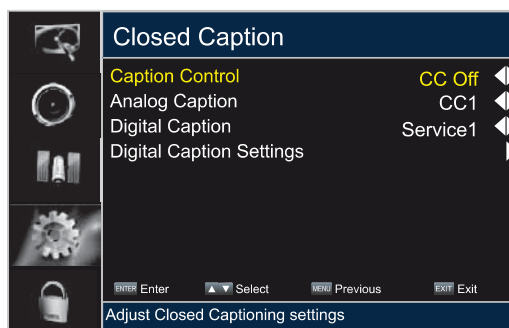 Closed Caption
Caption Control CC Off
Analog Caption CC1
Digital Caption Service1
Digital Caption Settings
ENTER Enter ▲ ▼ Select MENU Previous EXIT Exit
Adjust Closed Captioning settings